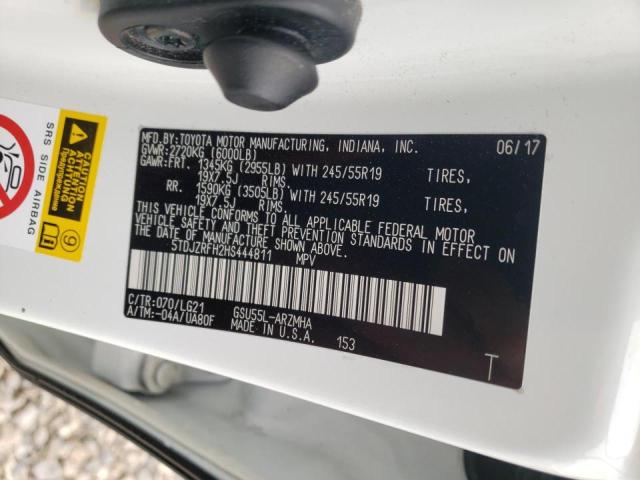 MFD.BY:TOYOTA MOTOR MANUFACTURING, INDIANA, INC. 06/17
GVWR:2720KG (6000LB)
GAWR:FRT. 1345KG (2955LB) WITH 245/55R19 TIRES,
19X7.5J RIMS,
RR. 1590KG (3505LB) WITH 245/55R19 TIRES,
19X7.5J RIMS
THIS VEHICLE CONFORMS TO ALL APPLICABLE FEDERAL MOTOR
VEHICLE SAFETY AND THEFT PREVENTION STANDARDS IN EFFECT ON
THE DATE OF MANUFACTURE SHOWN ABOVE.
5TDJZRFH2HS444811 MPV
C/TR:070/LG21 GSU55L-ARZMHA
A/TM:-04A/UA80F MADE IN U.S.A. 153
T
SRS SIDE AIRBAG
CAUTION
9